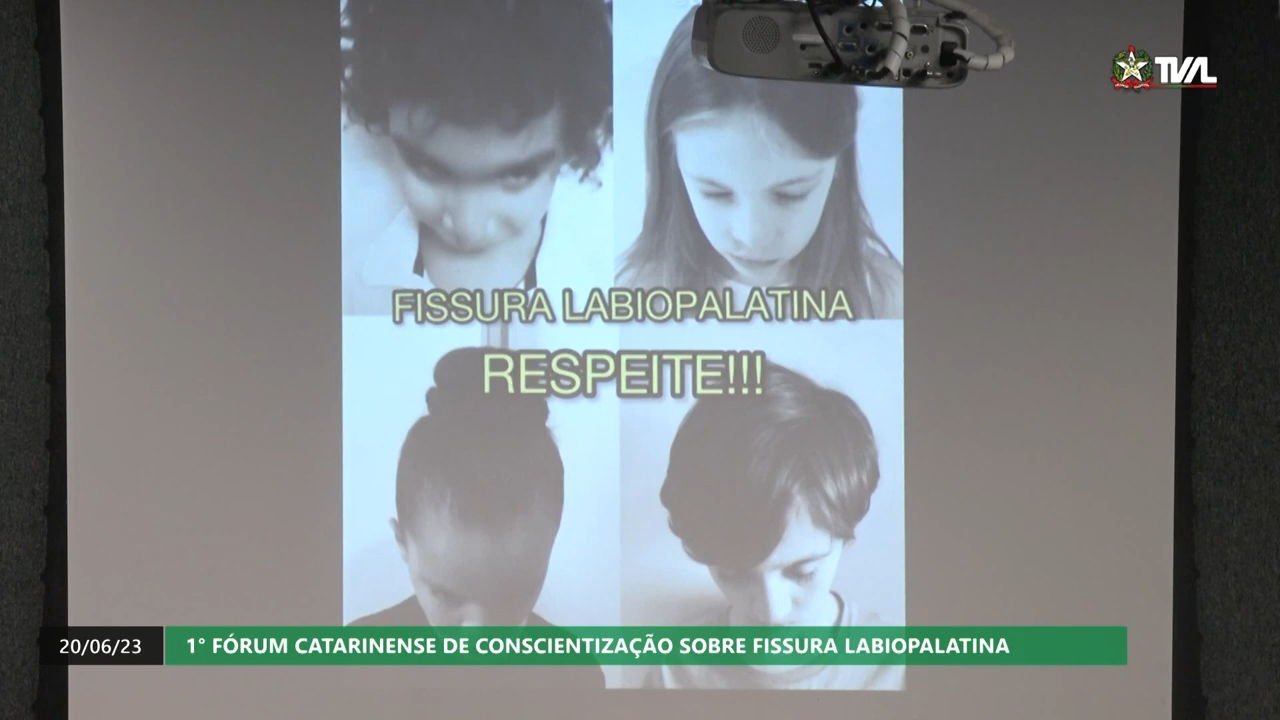 TVAL
FISSURA LABIOPALATINA
RESPEITE!!!
20/06/23
1° FÓRUM CATARINENSE DE CONSCIENTIZAÇÃO SOBRE FISSURA LABIOPALATINA